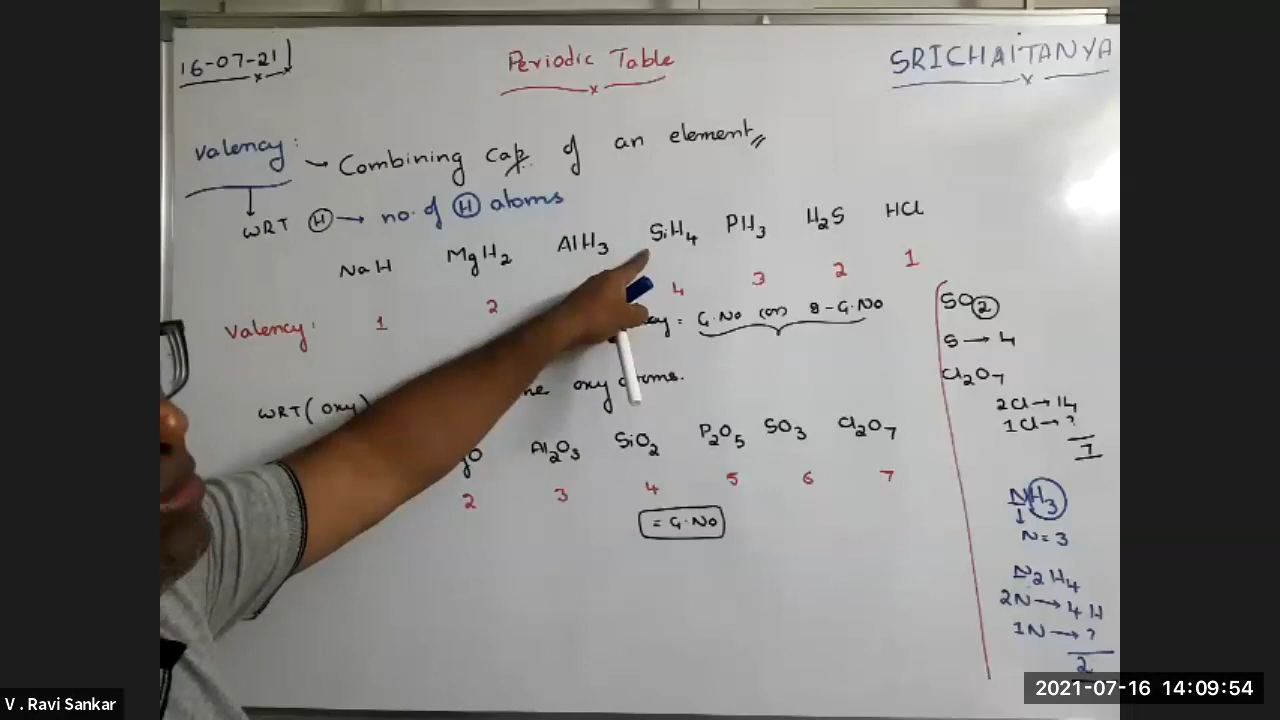 16-07-21
Periodic Table
SRICHAITANYA
Valency: → Combining cap. of an element
WRT (H) → no. of (H) atoms
NaH MgH₂ AlH₃ SiH₄ PH₃ H₂S HCl
Valency: 1 2 4 3 2 1
= G.No (or) 8-G.No
WRT (oxy)
oxy
Al₂O₃ SiO₂ P₂O₅ SO₃ Cl₂O₇
2 3 4 5 6 7
= G.No
SO₂
S → 4
Cl₂O₇
2Cl → 14
1Cl → ?
7
NH₃
↓
N = 3
N₂H₄
2N → 4H
1N → ?
2
V . Ravi Sankar
2021-07-16 14:09:54